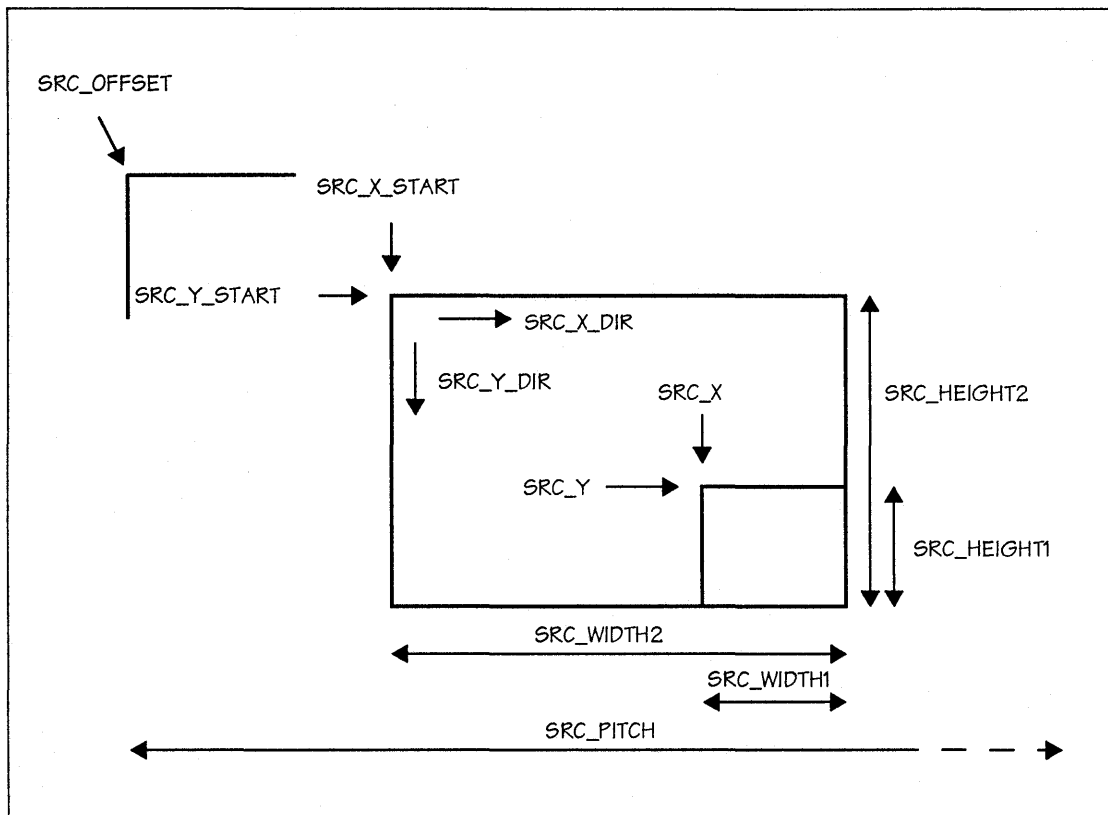 SRC_OFFSET
SRC_X_START
SRC_Y_START
SRC_X_DIR
SRC_Y_DIR
SRC_X
SRC_HEIGHT2
SRC_Y
SRC_HEIGHT1
SRC_WIDTH2
SRC_WIDTH1
SRC_PITCH